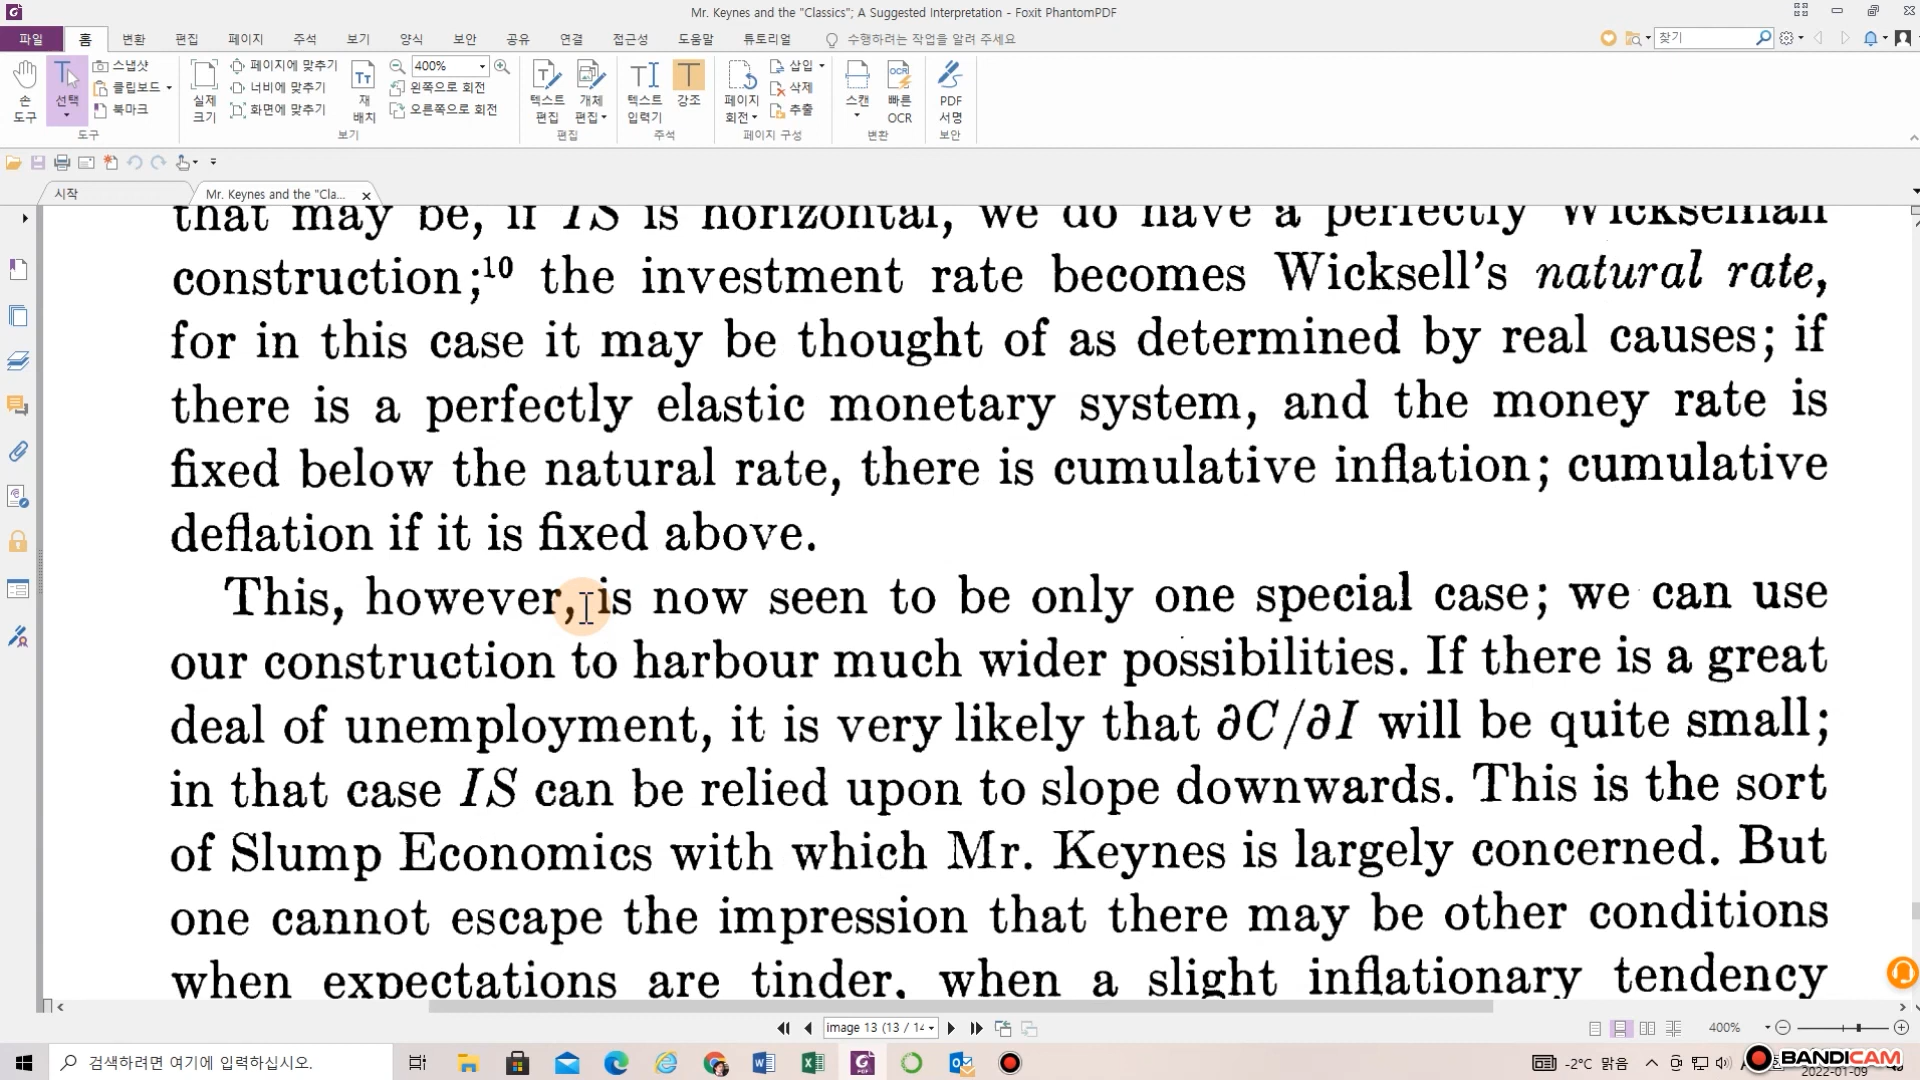 Mr. Keynes and the "Classics"; A Suggested Interpretation - Foxit PhantomPDF
파일 홈 변환 편집 페이지 주석 보기 양식 보안 공유 연결 접근성 도움말 튜토리얼 수행하려는 작업을 알려 주세요 찾기
손 도구
선택
스냅샷
클립보드
북마크
도구
실제 크기
페이지에 맞추기
너비에 맞추기
화면에 맞추기
재 배치
400%
왼쪽으로 회전
오른쪽으로 회전
보기
텍스트 편집
개체 편집
편집
텍스트 입력기
강조
주석
페이지 회전
삽입
삭제
추출
페이지 구성
스캔
빠른 OCR
변환
PDF 서명
보안
시작
Mr. Keynes and the "Cla...
that may be, if IS is horizontal, we do have a perfectly Wicksellian
construction;10 the investment rate becomes Wicksell's natural rate,
for in this case it may be thought of as determined by real causes; if
there is a perfectly elastic monetary system, and the money rate is
fixed below the natural rate, there is cumulative inflation; cumulative
deflation if it is fixed above.
This, however, is now seen to be only one special case; we can use
our construction to harbour much wider possibilities. If there is a great
deal of unemployment, it is very likely that ∂C/∂I will be quite small;
in that case IS can be relied upon to slope downwards. This is the sort
of Slump Economics with which Mr. Keynes is largely concerned. But
one cannot escape the impression that there may be other conditions
when expectations are tinder, when a slight inflationary tendency
image 13 (13 / 14
400%
검색하려면 여기에 입력하십시오.
-2°C 맑음
BANDICAM
2022-01-09